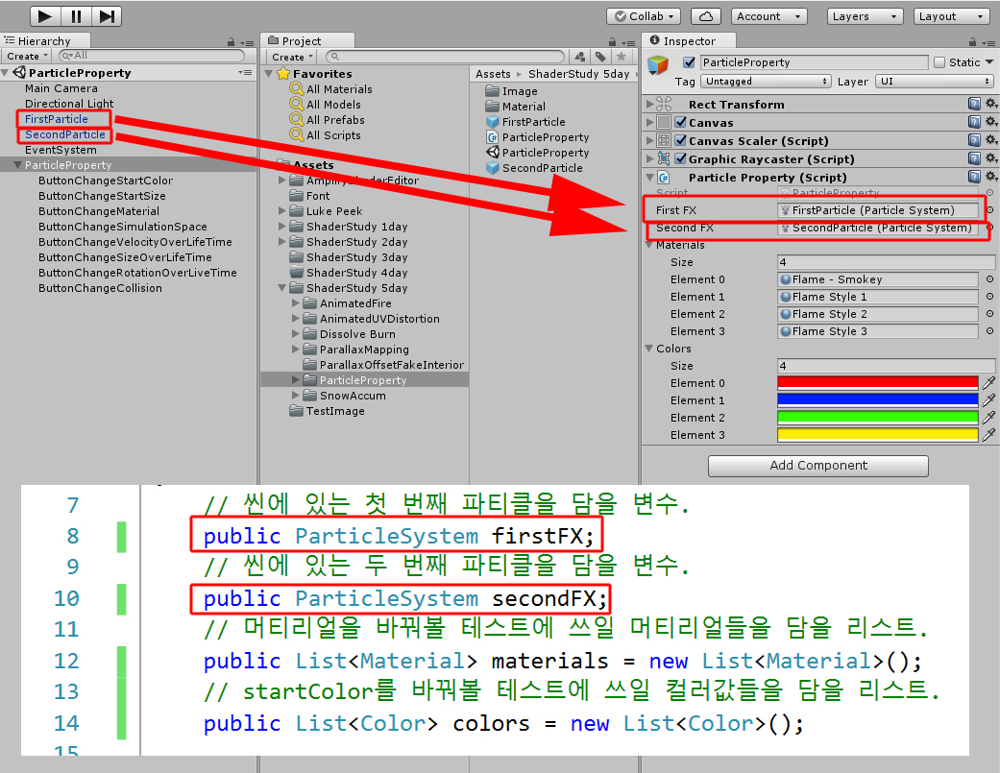 Collab
Account
Layers
Layout
Hierarchy
Create
All
ParticleProperty
Main Camera
Directional Light
FirstParticle
SecondParticle
EventSystem
ParticleProperty
ButtonChangeStartColor
ButtonChangeStartSize
ButtonChangeMaterial
ButtonChangeSimulationSpace
ButtonChangeVelocityOverLifeTime
ButtonChangeSizeOverLifeTime
ButtonChangeRotationOverLiveTime
ButtonChangeCollision
Project
Create
Favorites
All Materials
All Models
All Prefabs
All Scripts
Assets
AmplifyShaderEditor
Font
Luke Peek
ShaderStudy 1day
ShaderStudy 2day
ShaderStudy 3day
ShaderStudy 4day
ShaderStudy 5day
AnimatedFire
AnimatedUVDistortion
Dissolve Burn
ParallaxMapping
ParallaxOffsetFakeInterior
ParticleProperty
SnowAccum
TestImage
Assets ▸ ShaderStudy 5day
Image
Material
FirstParticle
ParticleProperty
ParticleProperty
SecondParticle
Inspector
ParticleProperty Static
Tag Untagged Layer UI
Rect Transform
Canvas
Canvas Scaler (Script)
Graphic Raycaster (Script)
Particle Property (Script)
Script ParticleProperty
First FX FirstParticle (Particle System)
Second FX SecondParticle (Particle System)
Materials
Size 4
Element 0 Flame - Smokey
Element 1 Flame Style 1
Element 2 Flame Style 2
Element 3 Flame Style 3
Colors
Size 4
Element 0
Element 1
Element 2
Element 3
Add Component
7 // 씬에 있는 첫 번째 파티클을 담을 변수.
8 public ParticleSystem firstFX;
9 // 씬에 있는 두 번째 파티클을 담을 변수.
10 public ParticleSystem secondFX;
11 // 머티리얼을 바꿔볼 테스트에 쓰일 머티리얼들을 담을 리스트.
12 public List<Material> materials = new List<Material>();
13 // startColor를 바꿔볼 테스트에 쓰일 컬러값들을 담을 리스트.
14 public List<Color> colors = new List<Color>();
15